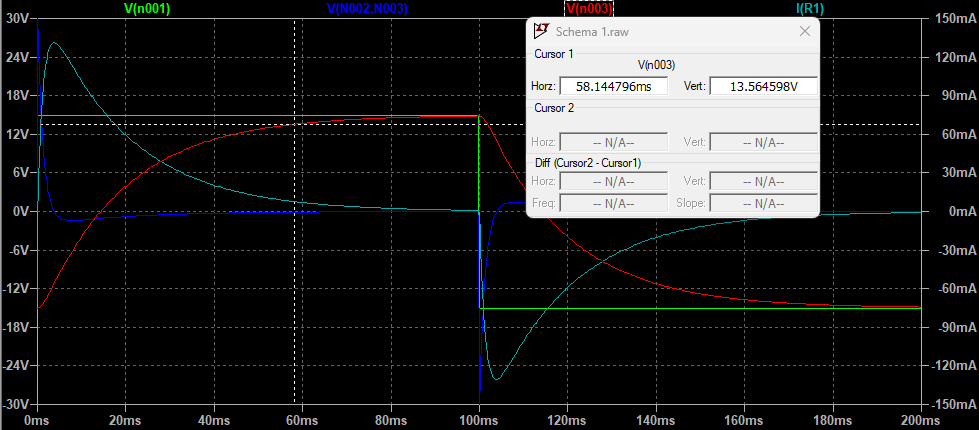 V(n001) V(N002,N003) V(n003) I(R1)
30V 150mA
24V 120mA
18V 90mA
12V 60mA
6V 30mA
0V 0mA
-6V -30mA
-12V -60mA
-18V -90mA
-24V -120mA
-30V -150mA
0ms 20ms 40ms 60ms 80ms 100ms 120ms 140ms 160ms 180ms 200ms
Schema 1.raw
Cursor 1
V(n003)
Horz: 58.144796ms Vert: 13.564598V
Cursor 2
Horz: -- N/A-- Vert: -- N/A--
Diff (Cursor2 - Cursor1)
Horz: -- N/A-- Vert: -- N/A--
Freq: -- N/A-- Slope: -- N/A--